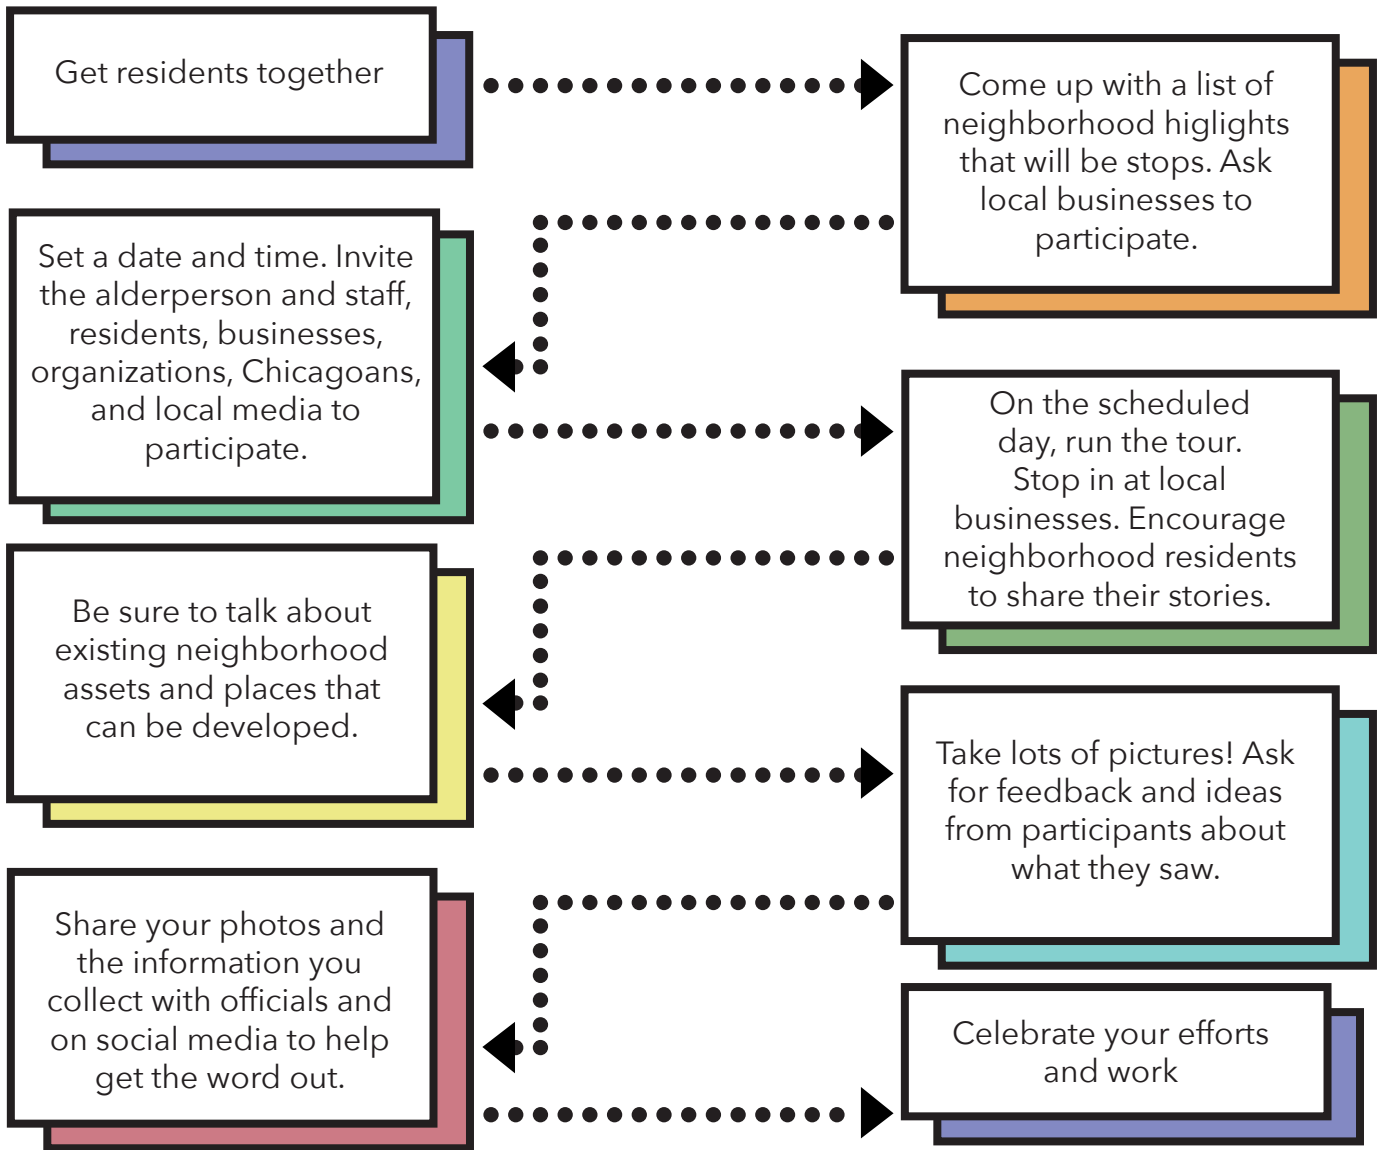 Get residents together
Come up with a list of
neighborhood higlights
that will be stops. Ask
local businesses to
participate.
Set a date and time. Invite
the alderperson and staff,
residents, businesses,
organizations, Chicagoans,
and local media to
participate.
On the scheduled
day, run the tour.
Stop in at local
businesses. Encourage
neighborhood residents
to share their stories.
Be sure to talk about
existing neighborhood
assets and places that
can be developed.
Take lots of pictures! Ask
for feedback and ideas
from participants about
what they saw.
Share your photos and
the information you
collect with officials and
on social media to help
get the word out.
Celebrate your efforts
and work